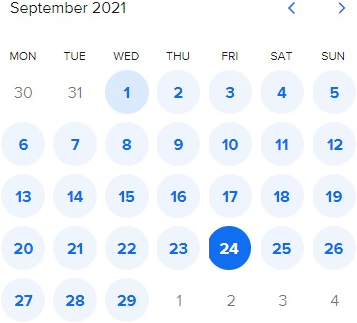 September 2021
MON TUE WED THU FRI SAT SUN
30 31 1 2 3 4 5
6 7 8 9 10 11 12
13 14 15 16 17 18 19
20 21 22 23 24 25 26
27 28 29 1 2 3 4